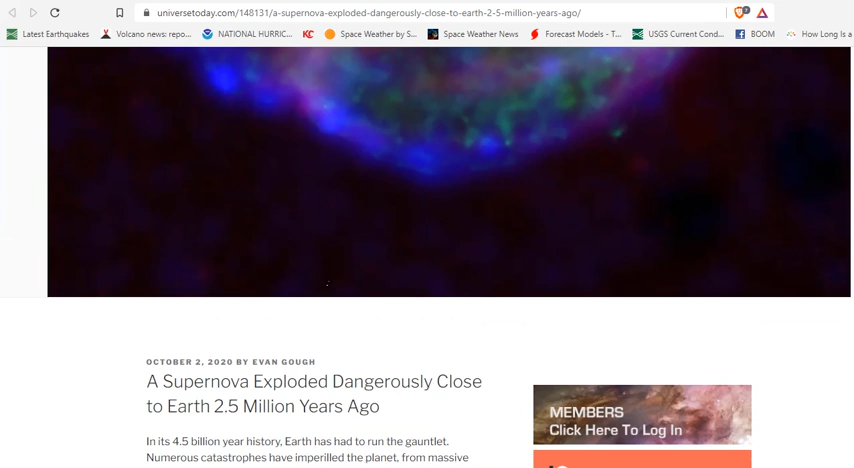 universetoday.com/148131/a-supernova-exploded-dangerously-close-to-earth-2-5-million-years-ago/
7
Latest Earthquakes Volcano news: repo... NATIONAL HURRIC... KC Space Weather by S... Space Weather News Forecast Models - T... USGS Current Cond... BOOM How Long Is a
OCTOBER 2, 2020 BY EVAN GOUGH
A Supernova Exploded Dangerously Close
to Earth 2.5 Million Years Ago
MEMBERS
Click Here To Log In
In its 4.5 billion year history, Earth has had to run the gauntlet.
Numerous catastrophes have imperilled the planet, from massive